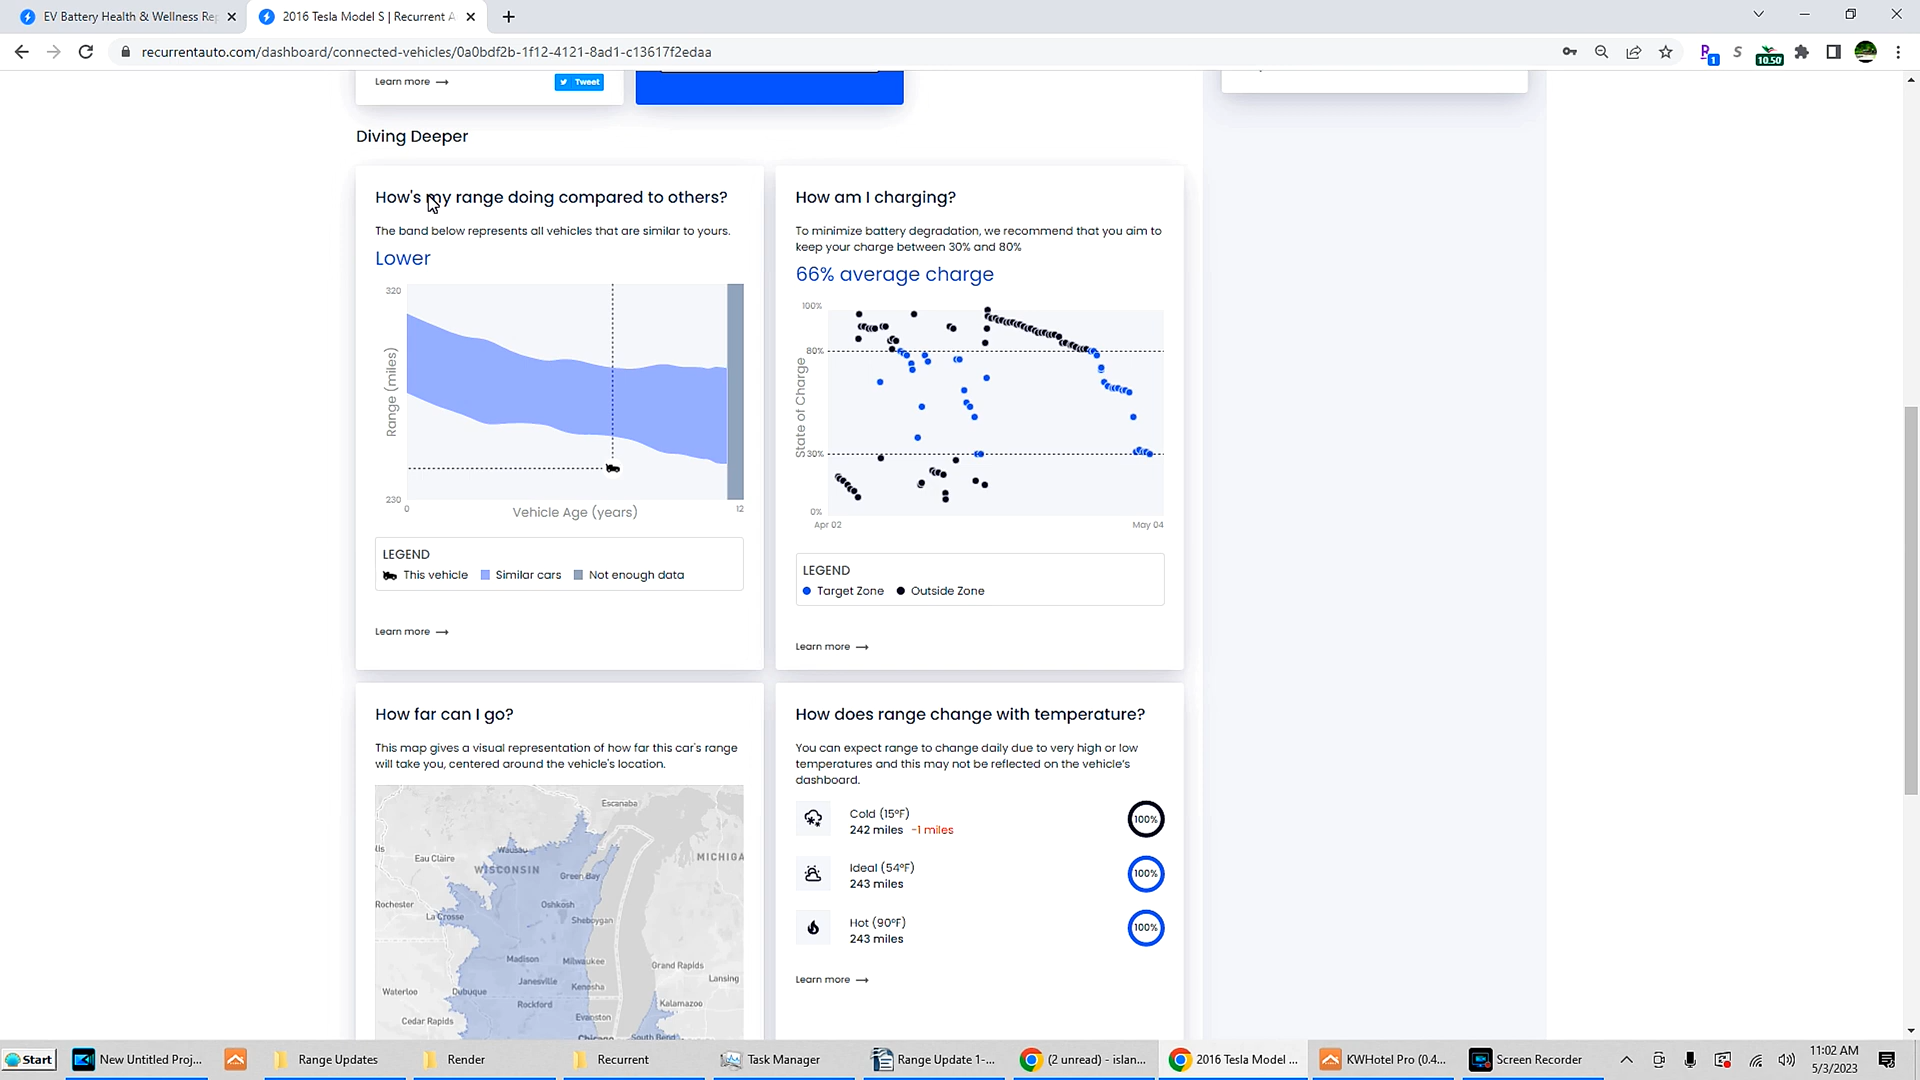 EV Battery Health & Wellness Rep
2016 Tesla Model S | Recurrent A
recurrentauto.com/dashboard/connected-vehicles/0a0bdf2b-1f12-4121-8ad1-c13617f2edaa
1
S
10.50
Learn more →
Tweet
Diving Deeper
How's my range doing compared to others?
The band below represents all vehicles that are similar to yours.
Lower
320
Range (miles)
230
0
Vehicle Age (years)
12
LEGEND
This vehicle
Similar cars
Not enough data
Learn more →
How am I charging?
To minimize battery degradation, we recommend that you aim to
keep your charge between 30% and 80%
66% average charge
100%
80%
State of Charge
30%
0%
Apr 02
May 04
LEGEND
Target Zone
Outside Zone
Learn more →
How far can I go?
This map gives a visual representation of how far this car's range
will take you, centered around the vehicle's location.
Escanaba
Wausau
Eau Claire
WISCONSIN
Green Bay
MICHIGA
Rochester
La Crosse
Oshkosh
Sheboygan
Madison
Milwaukee
Grand Rapids
Lansing
Janesville
Waterloo
Dubuque
Kenosha
Rockford
Kalamazoo
Cedar Rapids
Evanston
Chicago
South Bend
How does range change with temperature?
You can expect range to change daily due to very high or low
temperatures and this may not be reflected on the vehicle's
dashboard.
Cold (15°F)
242 miles -1 miles
100%
Ideal (54°F)
243 miles
100%
Hot (90°F)
243 miles
100%
Learn more →
Start
New Untitled Proj...
Range Updates
Render
Recurrent
Task Manager
Range Update 1-...
(2 unread) - islan...
2016 Tesla Model ...
KWHotel Pro (0.4...
Screen Recorder
11:02 AM
5/3/2023